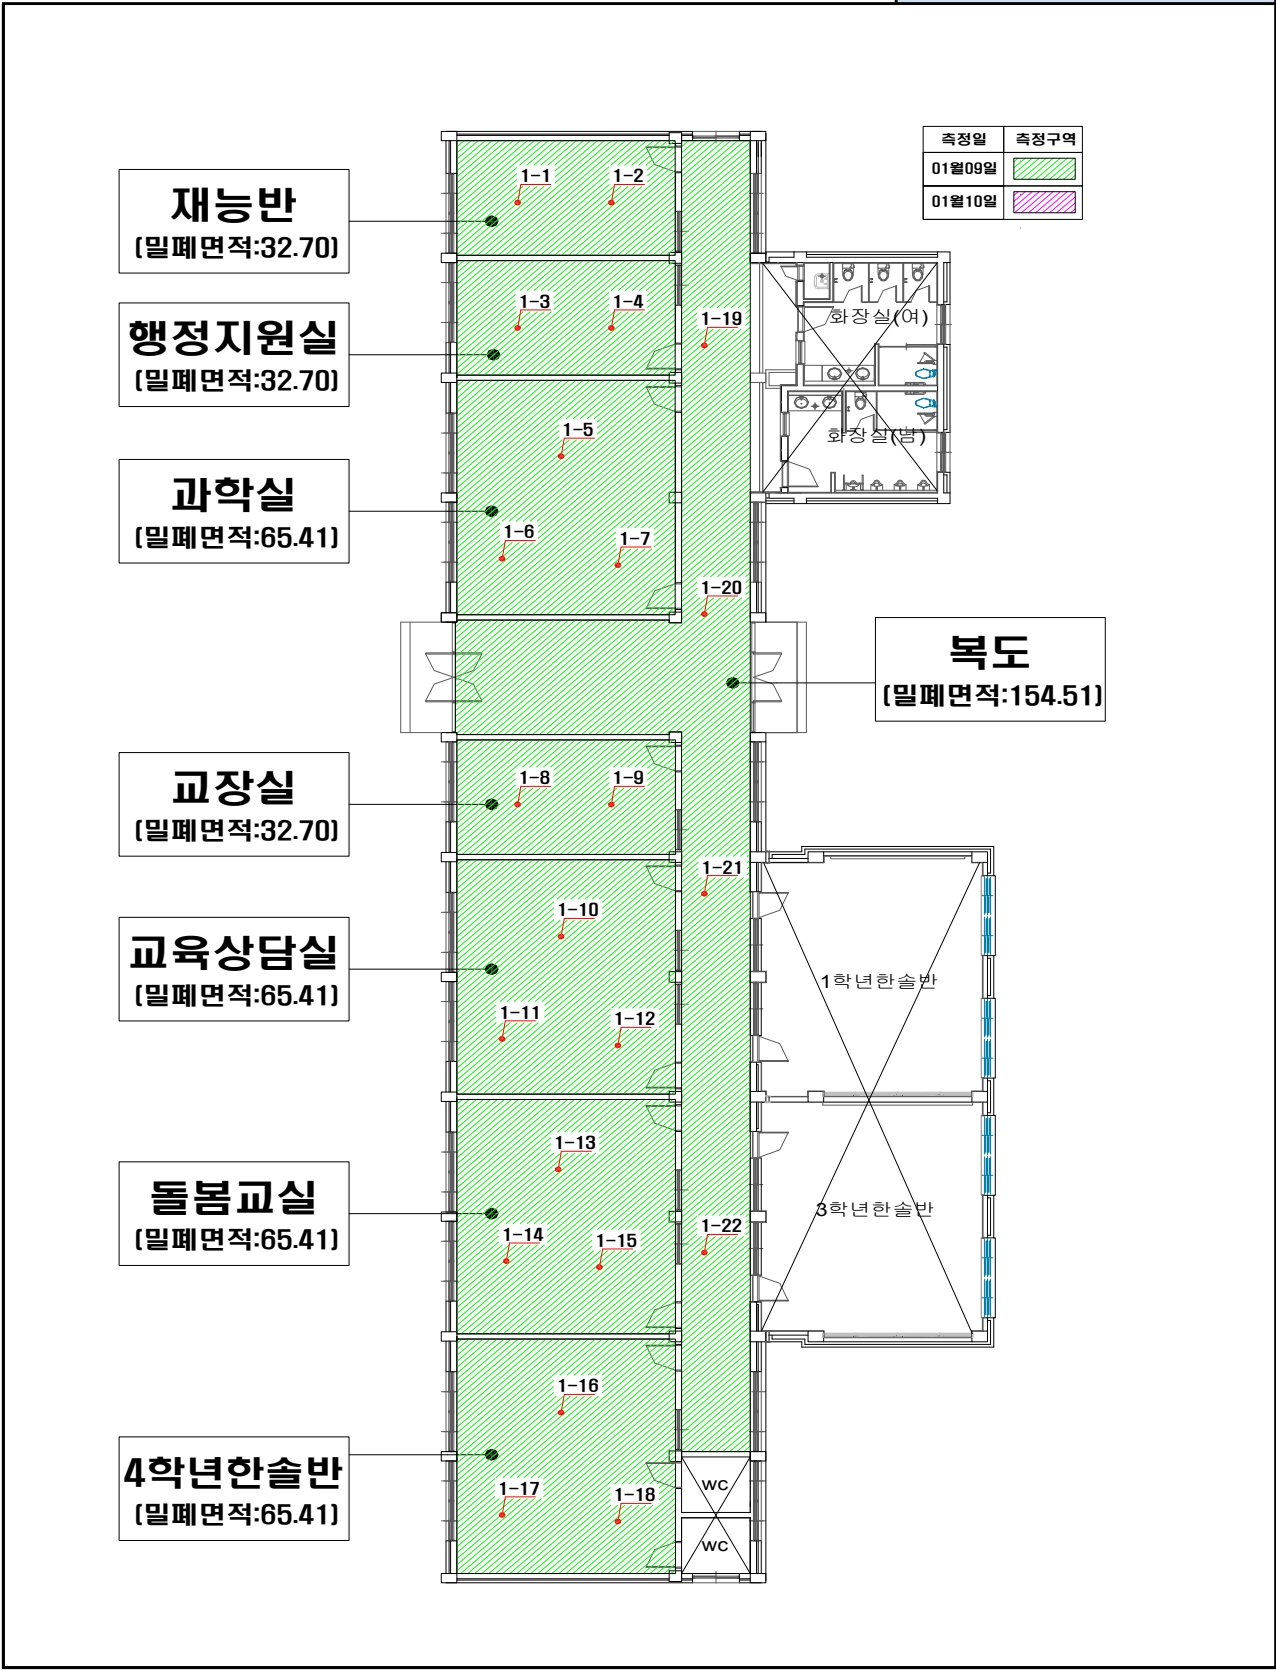 측정일 측정구역
01월09일
01월10일
재능반
(밀폐면적:32.70)
1-1
1-2
행정지원실
(밀폐면적:32.70)
1-3
1-4
1-19
화장실(여)
과학실
(밀폐면적:65.41)
1-5
1-6
1-7
화장실(남)
1-20
복도
(밀폐면적:154.51)
교장실
(밀폐면적:32.70)
1-8
1-9
1-21
교육상담실
(밀폐면적:65.41)
1-10
1-11
1-12
1학년한솔반
돌봄교실
(밀폐면적:65.41)
1-13
1-14
1-15
1-22
3학년한솔반
4학년한솔반
(밀폐면적:65.41)
1-16
1-17
1-18
WC
WC